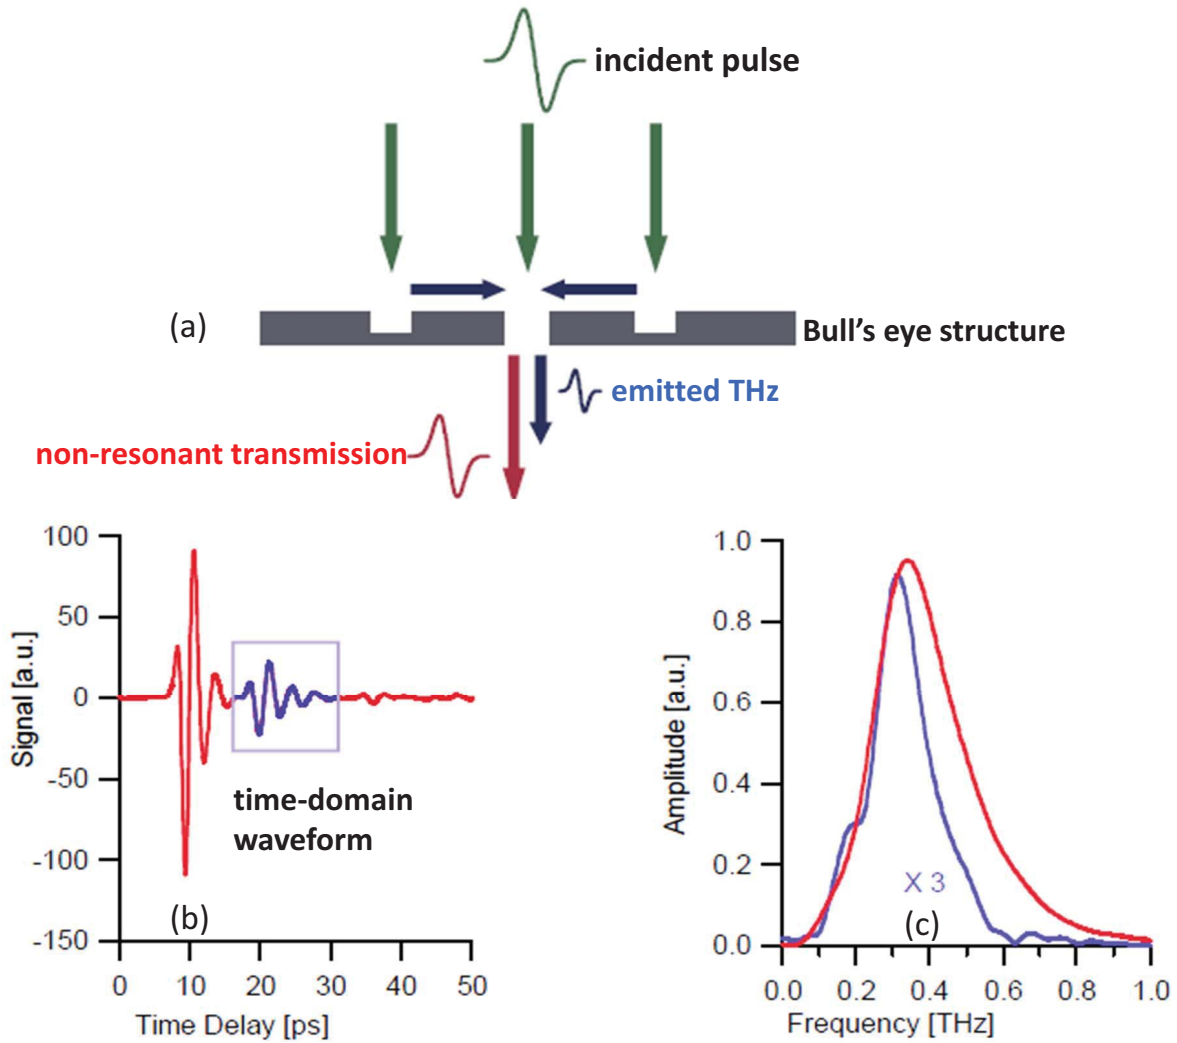 incident pulse
(a)
Bull's eye structure
emitted THz
non-resonant transmission
100
50
0
-50
-100
-150
Signal [a.u.]
time-domain
waveform
(b)
0 10 20 30 40 50
Time Delay [ps]
1.0
0.8
0.6
0.4
0.2
0.0
Amplitude [a.u.]
X 3
(c)
0.0 0.2 0.4 0.6 0.8 1.0
Frequency [THz]